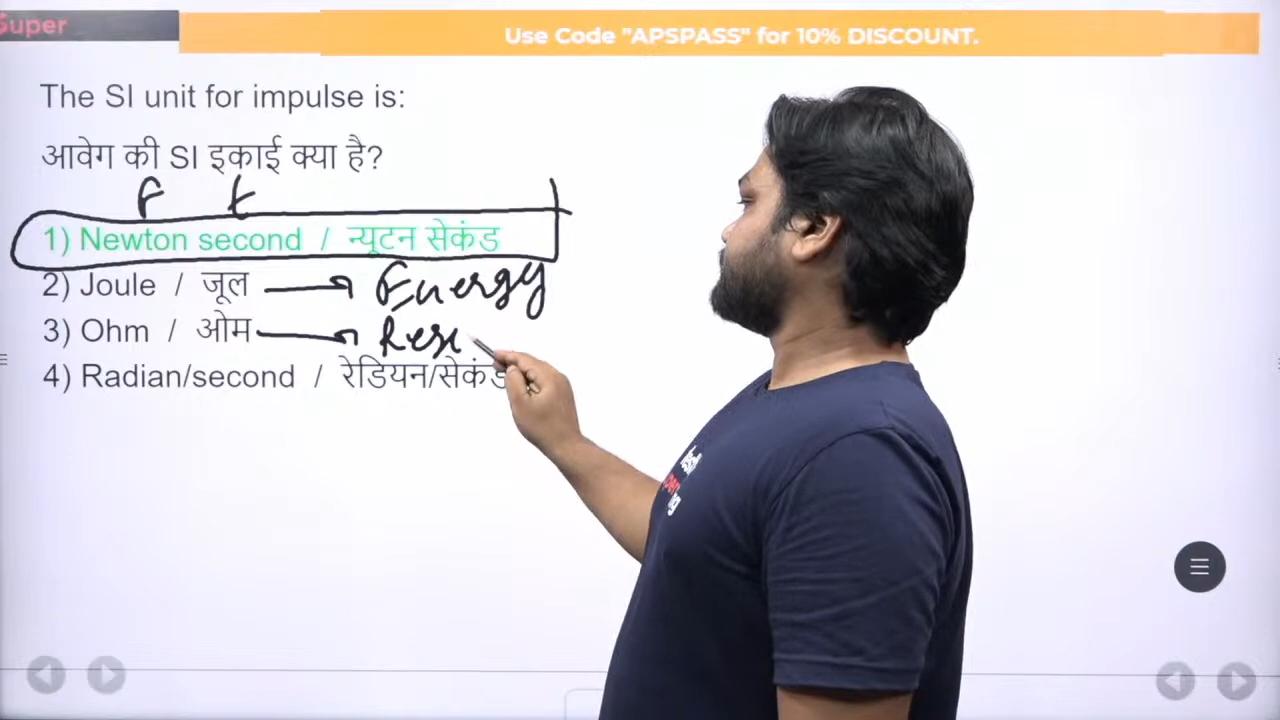 Super
Use Code "APSPASS" for 10% DISCOUNT.
The SI unit for impulse is:
आवेग की SI इकाई क्या है?
F t
1) Newton second / न्यूटन सेकंड
2) Joule / जूल Energy
3) Ohm / ओम Resi
4) Radian/second / रेडियन/सेकंड